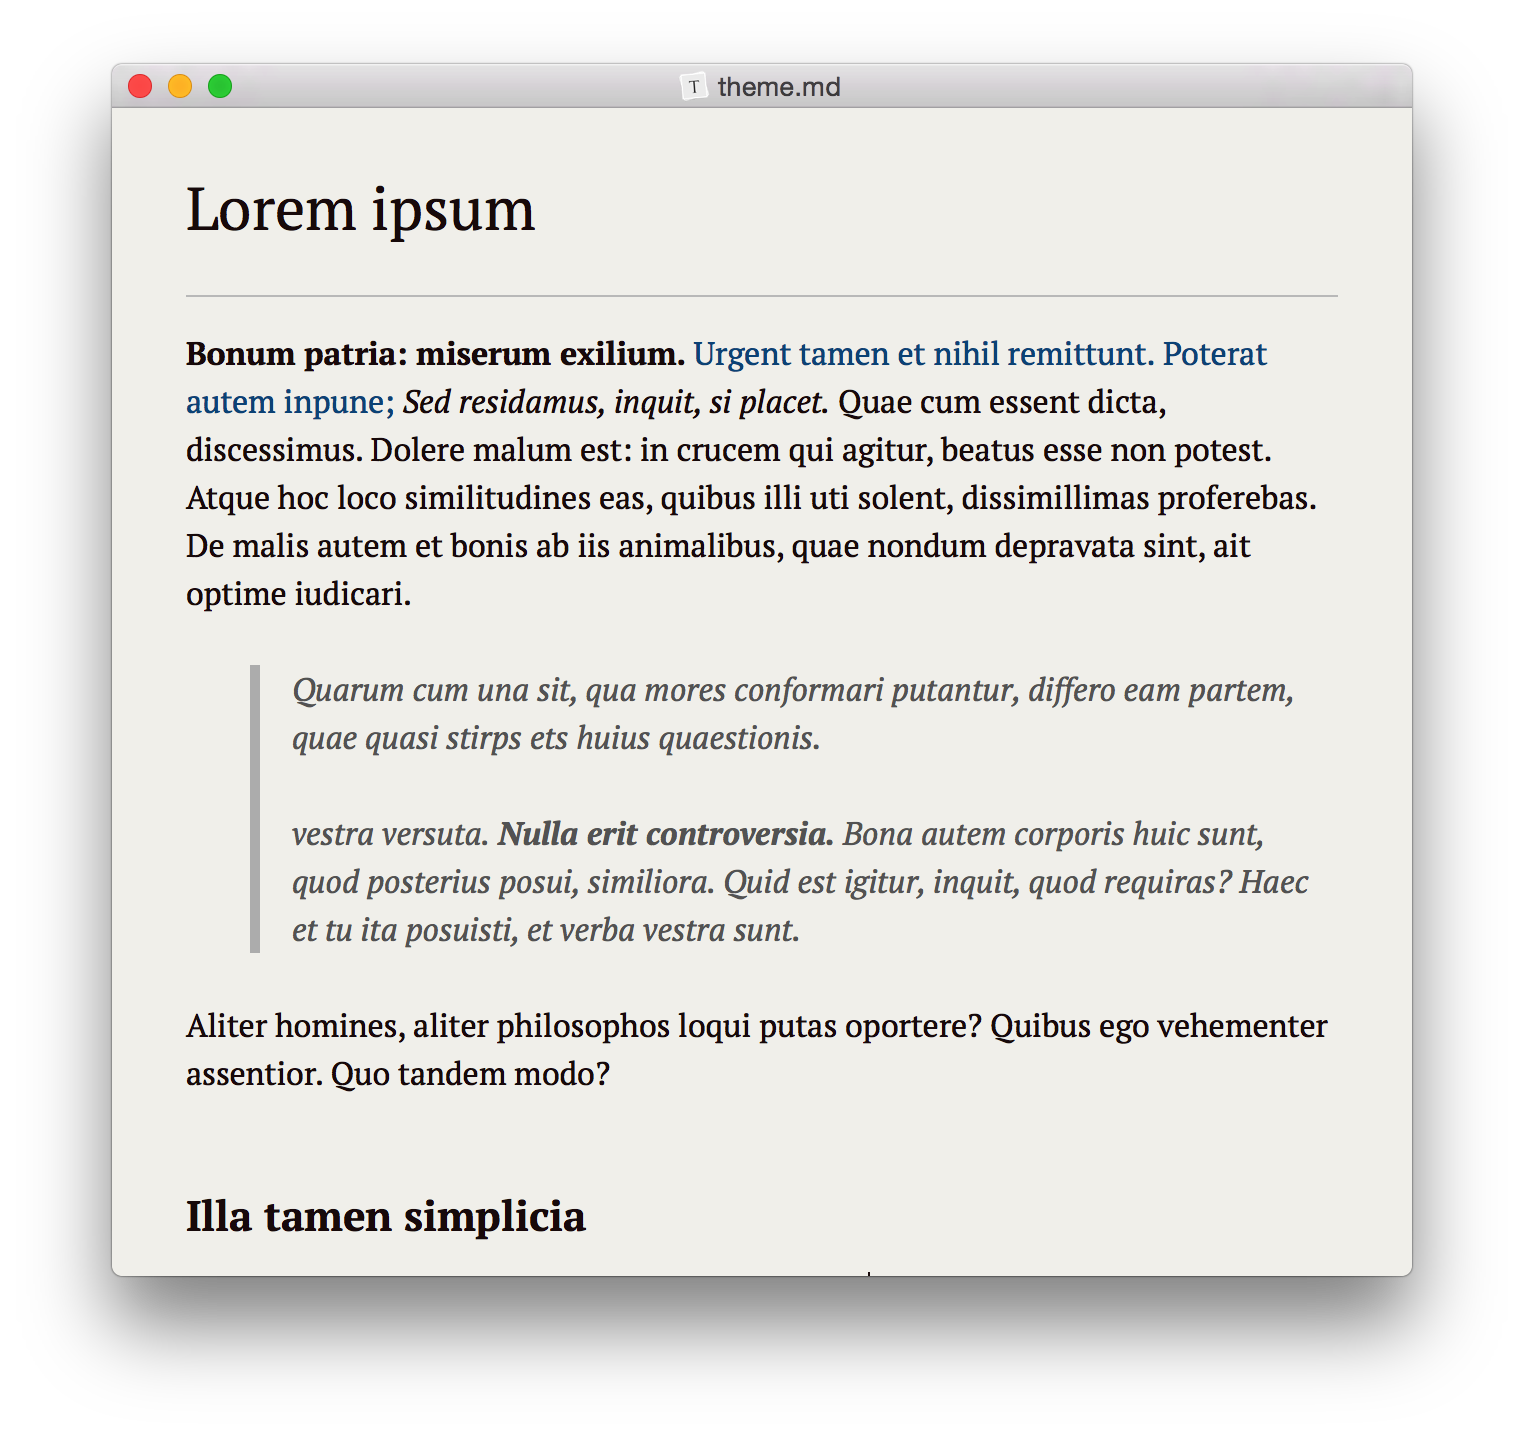 T theme.md
Lorem ipsum
Bonum patria: miserum exilium. Urgent tamen et nihil remittunt. Poterat
autem inpune; Sed residamus, inquit, si placet. Quae cum essent dicta,
discessimus. Dolere malum est: in crucem qui agitur, beatus esse non potest.
Atque hoc loco similitudines eas, quibus illi uti solent, dissimillimas proferebas.
De malis autem et bonis ab iis animalibus, quae nondum depravata sint, ait
optime iudicari.
Quarum cum una sit, qua mores conformari putantur, differo eam partem,
quae quasi stirps ets huius quaestionis.
vestra versuta. Nulla erit controversia. Bona autem corporis huic sunt,
quod posterius posui, similiora. Quid est igitur, inquit, quod requiras? Haec
et tu ita posuisti, et verba vestra sunt.
Aliter homines, aliter philosophos loqui putas oportere? Quibus ego vehementer
assentior. Quo tandem modo?
Illa tamen simplicia